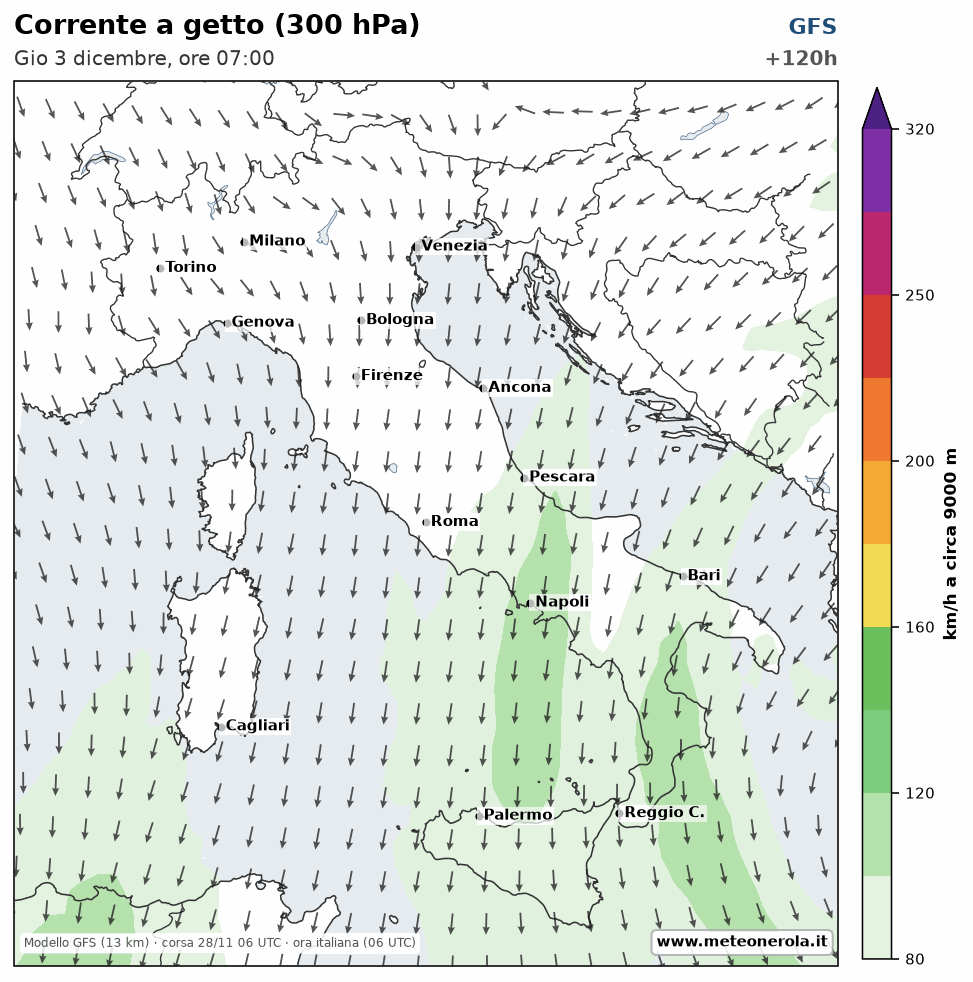 Corrente a getto (300 hPa)
GFS
Gio 3 dicembre, ore 07:00
+120h
320
Venezia
Milano
Torino
250
Bologna
Genova
Firenze
Ancona
200
Pescara
Roma
km/h a circa 9000 m
Bari
Napoli
160
Cagliari
120
Reggio C.
Palermo
Modello GFS (13 km) · corsa 28/11 06 UTC · ora italiana (06 UTC)
www.meteonerola.it
80